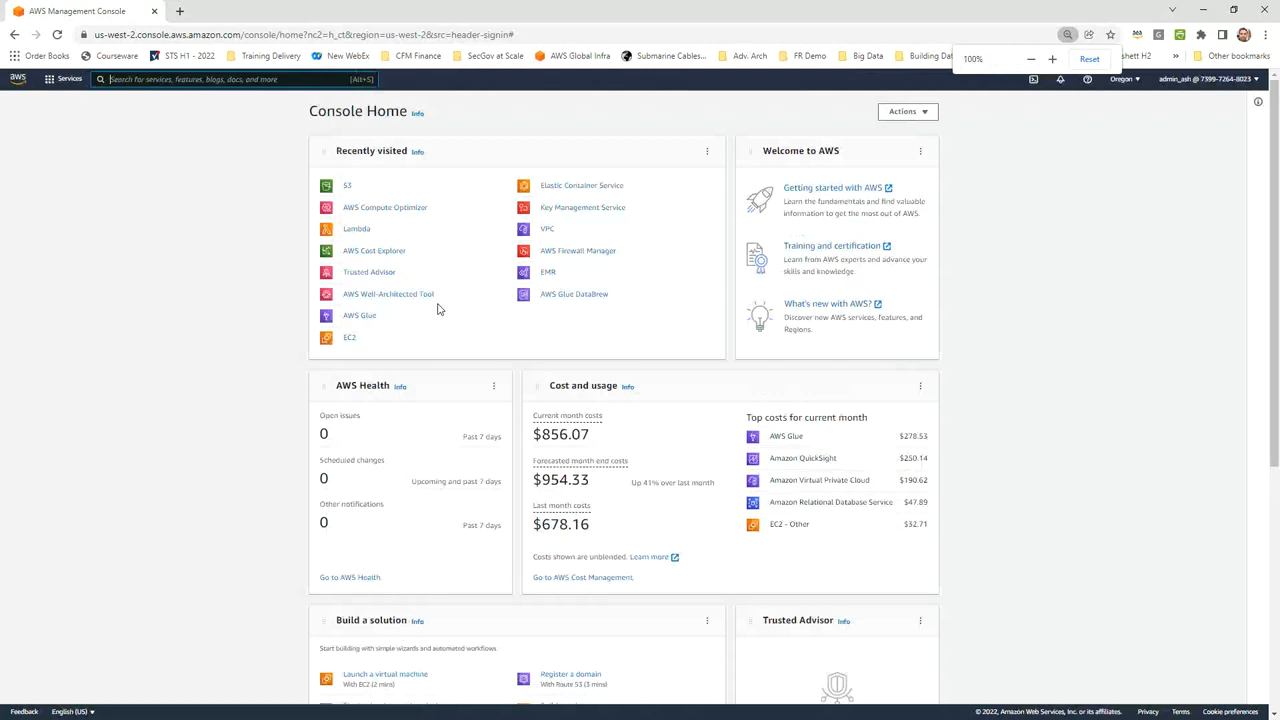 AWS Management Console
us-west-2.console.aws.amazon.com/console/home?nc2=h_ct&region=us-west-2&src=header-signin#
Order Books
Courseware
STS H1 - 2022
Training Delivery
New WebEx
CFM Finance
SecGov at Scale
AWS Global Infra
Submarine Cables...
Adv. Arch
FR Demo
Big Data
Building Dat
shett H2
»
Other bookmarks
100%
Reset
aws
Services
Search for services, features, blogs, docs, and more
[Alt+S]
Oregon
admin_ash @ 7399-7264-8023
Console Home Info
Actions
Recently visited Info
S3
AWS Compute Optimizer
Lambda
AWS Cost Explorer
Trusted Advisor
AWS Well-Architected Tool
AWS Glue
EC2
Elastic Container Service
Key Management Service
VPC
AWS Firewall Manager
EMR
AWS Glue DataBrew
Welcome to AWS
Getting started with AWS
Learn the fundamentals and find valuable
information to get the most out of AWS.
Training and certification
Learn from AWS experts and advance your
skills and knowledge.
What's new with AWS?
Discover new AWS services, features, and
Regions.
AWS Health Info
Open issues
0
Past 7 days
Scheduled changes
0
Upcoming and past 7 days
Other notifications
0
Past 7 days
Go to AWS Health
Cost and usage Info
Current month costs
$856.07
Forecasted month end costs
$954.33
Up 41% over last month
Last month costs
$678.16
Costs shown are unblended. Learn more
Go to AWS Cost Management
Top costs for current month
AWS Glue $278.53
Amazon QuickSight $250.14
Amazon Virtual Private Cloud $190.62
Amazon Relational Database Service $47.89
EC2 - Other $32.71
Build a solution Info
Start building with simple wizards and automated workflows.
Launch a virtual machine
With EC2 (2 mins)
Register a domain
With Route 53 (3 mins)
Trusted Advisor Info
Feedback
English (US)
© 2022, Amazon Web Services, Inc. or its affiliates.
Privacy
Terms
Cookie preferences